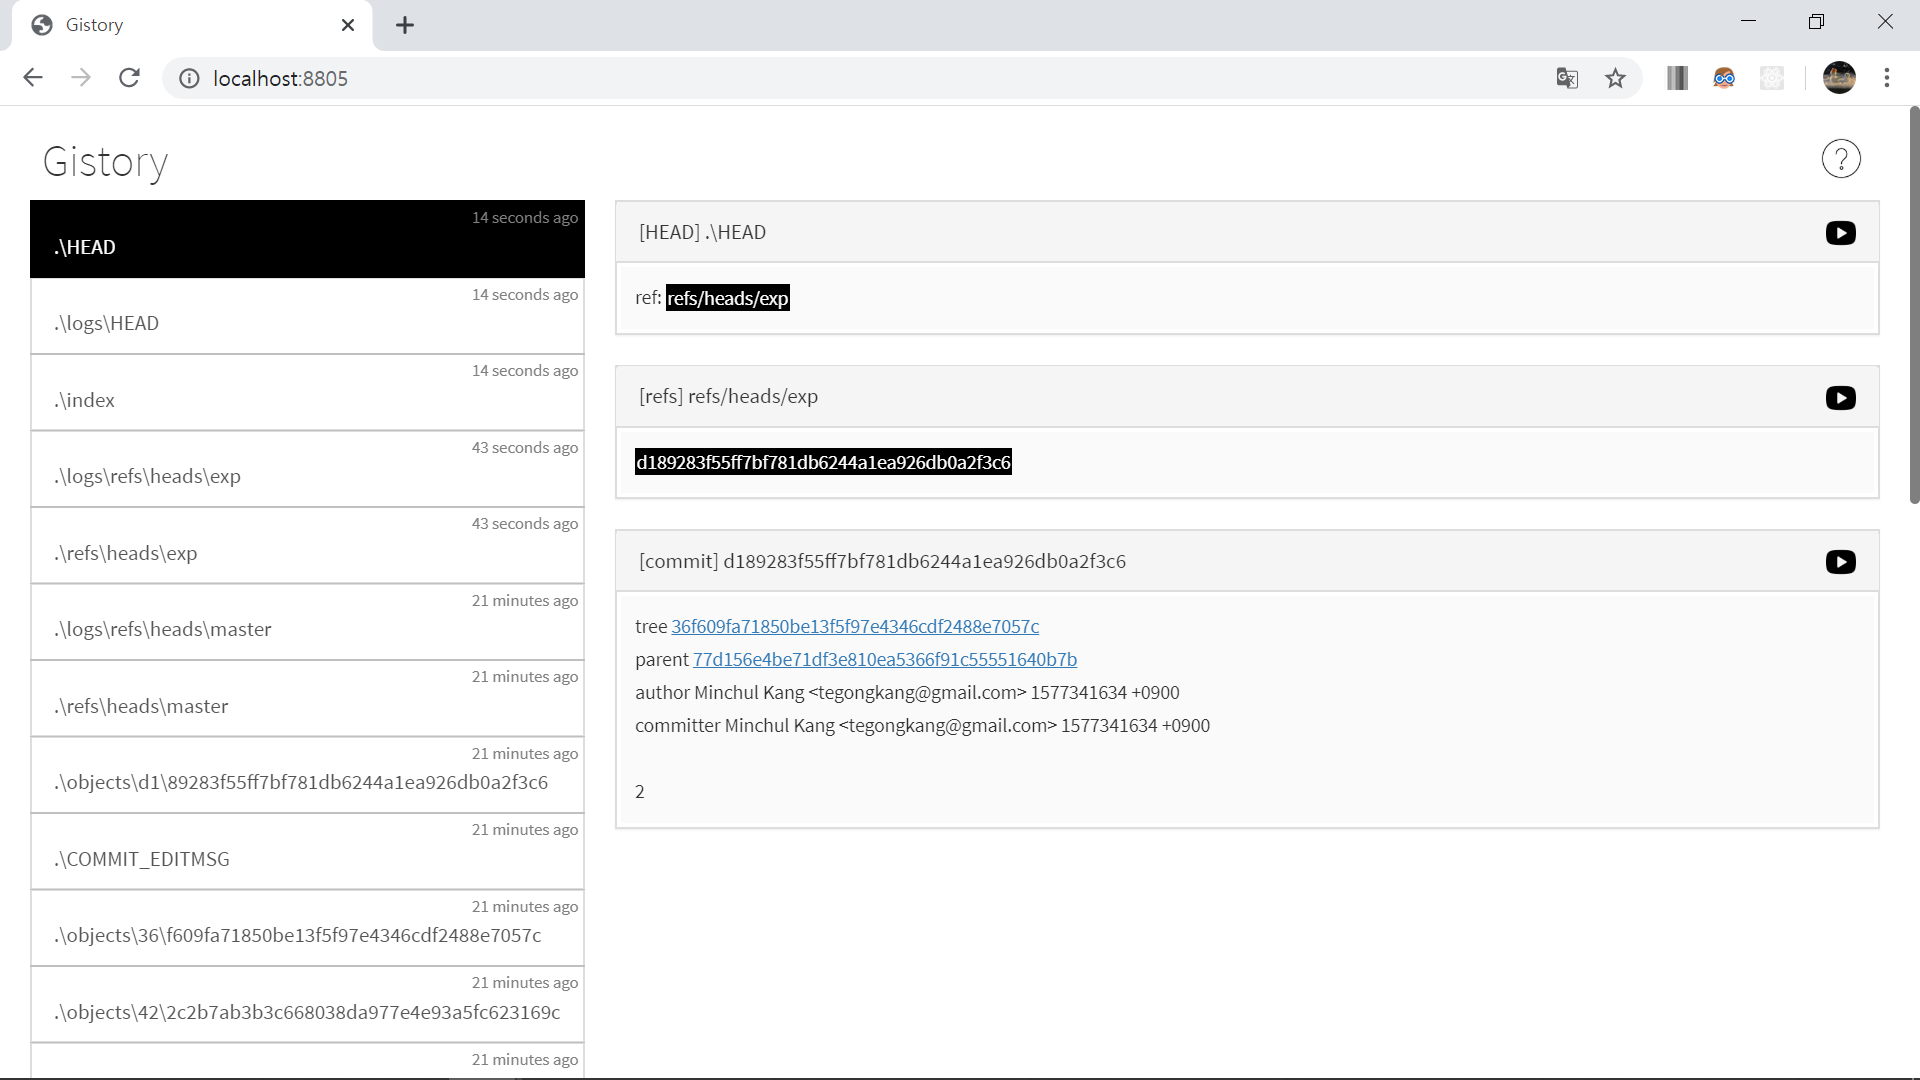 Gistory
localhost:8805
Gistory
?
14 seconds ago
.\HEAD
14 seconds ago
.\logs\HEAD
14 seconds ago
.\index
43 seconds ago
.\logs\refs\heads\exp
43 seconds ago
.\refs\heads\exp
21 minutes ago
.\logs\refs\heads\master
21 minutes ago
.\refs\heads\master
21 minutes ago
.\objects\d1\89283f55ff7bf781db6244a1ea926db0a2f3c6
21 minutes ago
.\COMMIT_EDITMSG
21 minutes ago
.\objects\36\f609fa71850be13f5f97e4346cdf2488e7057c
21 minutes ago
.\objects\42\2c2b7ab3b3c668038da977e4e93a5fc623169c
21 minutes ago
[HEAD] .\HEAD
ref: refs/heads/exp
[refs] refs/heads/exp
d189283f55ff7bf781db6244a1ea926db0a2f3c6
[commit] d189283f55ff7bf781db6244a1ea926db0a2f3c6
tree 36f609fa71850be13f5f97e4346cdf2488e7057c
parent 77d156e4be71df3e810ea5366f91c55551640b7b
author Minchul Kang <tegongkang@gmail.com> 1577341634 +0900
committer Minchul Kang <tegongkang@gmail.com> 1577341634 +0900
2